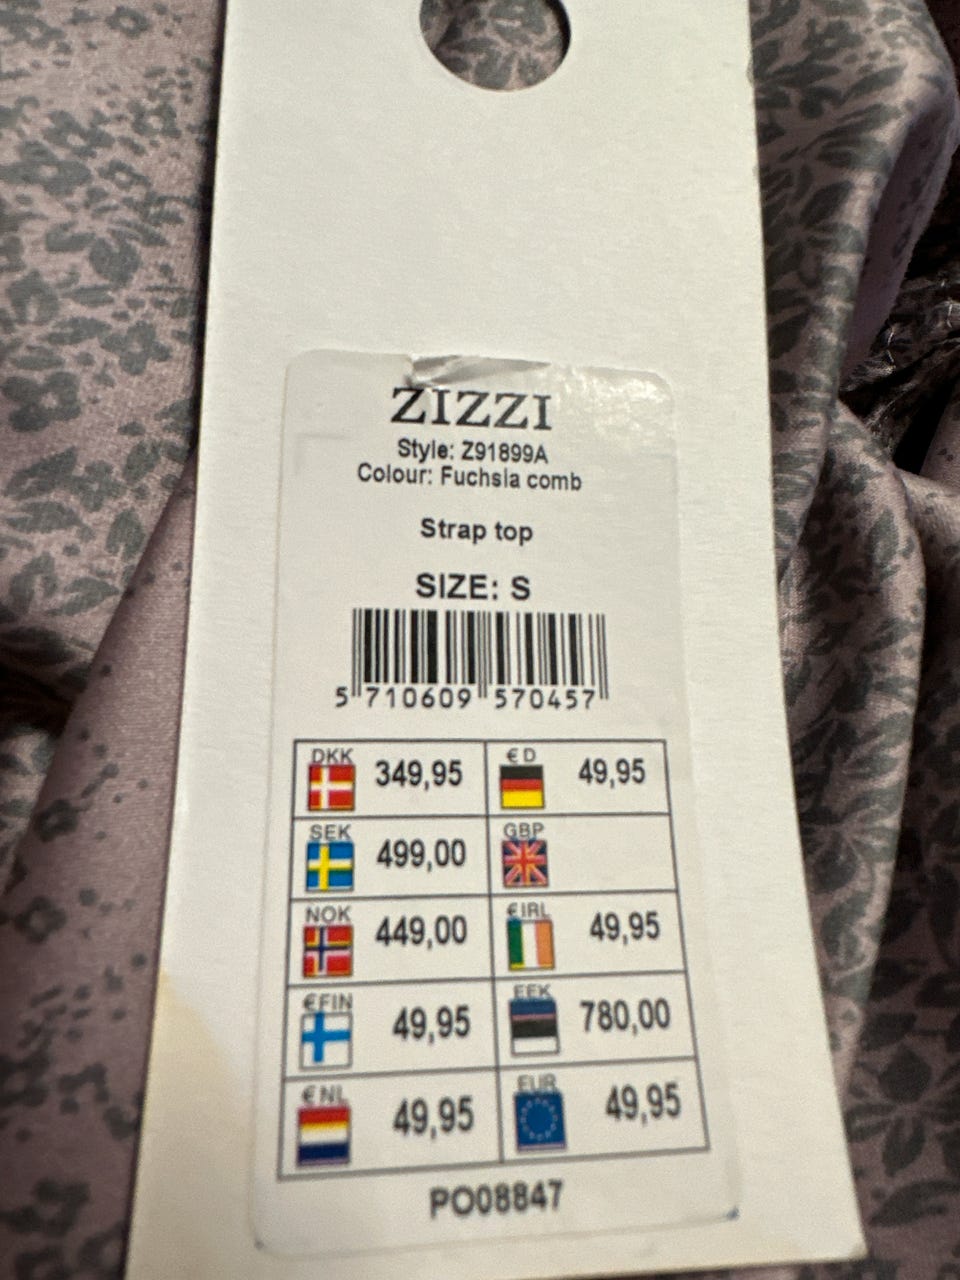 ZIZZI
Style: Z91899A
Colour: Fuchsia comb
Strap top
SIZE: S
5 710609 570457
DKK 349,95
€D 49,95
SEK 499,00
GBP
NOK 449,00
€IRL 49,95
€FIN 49,95
EEK 780,00
€NL 49,95
EUR 49,95
PO08847